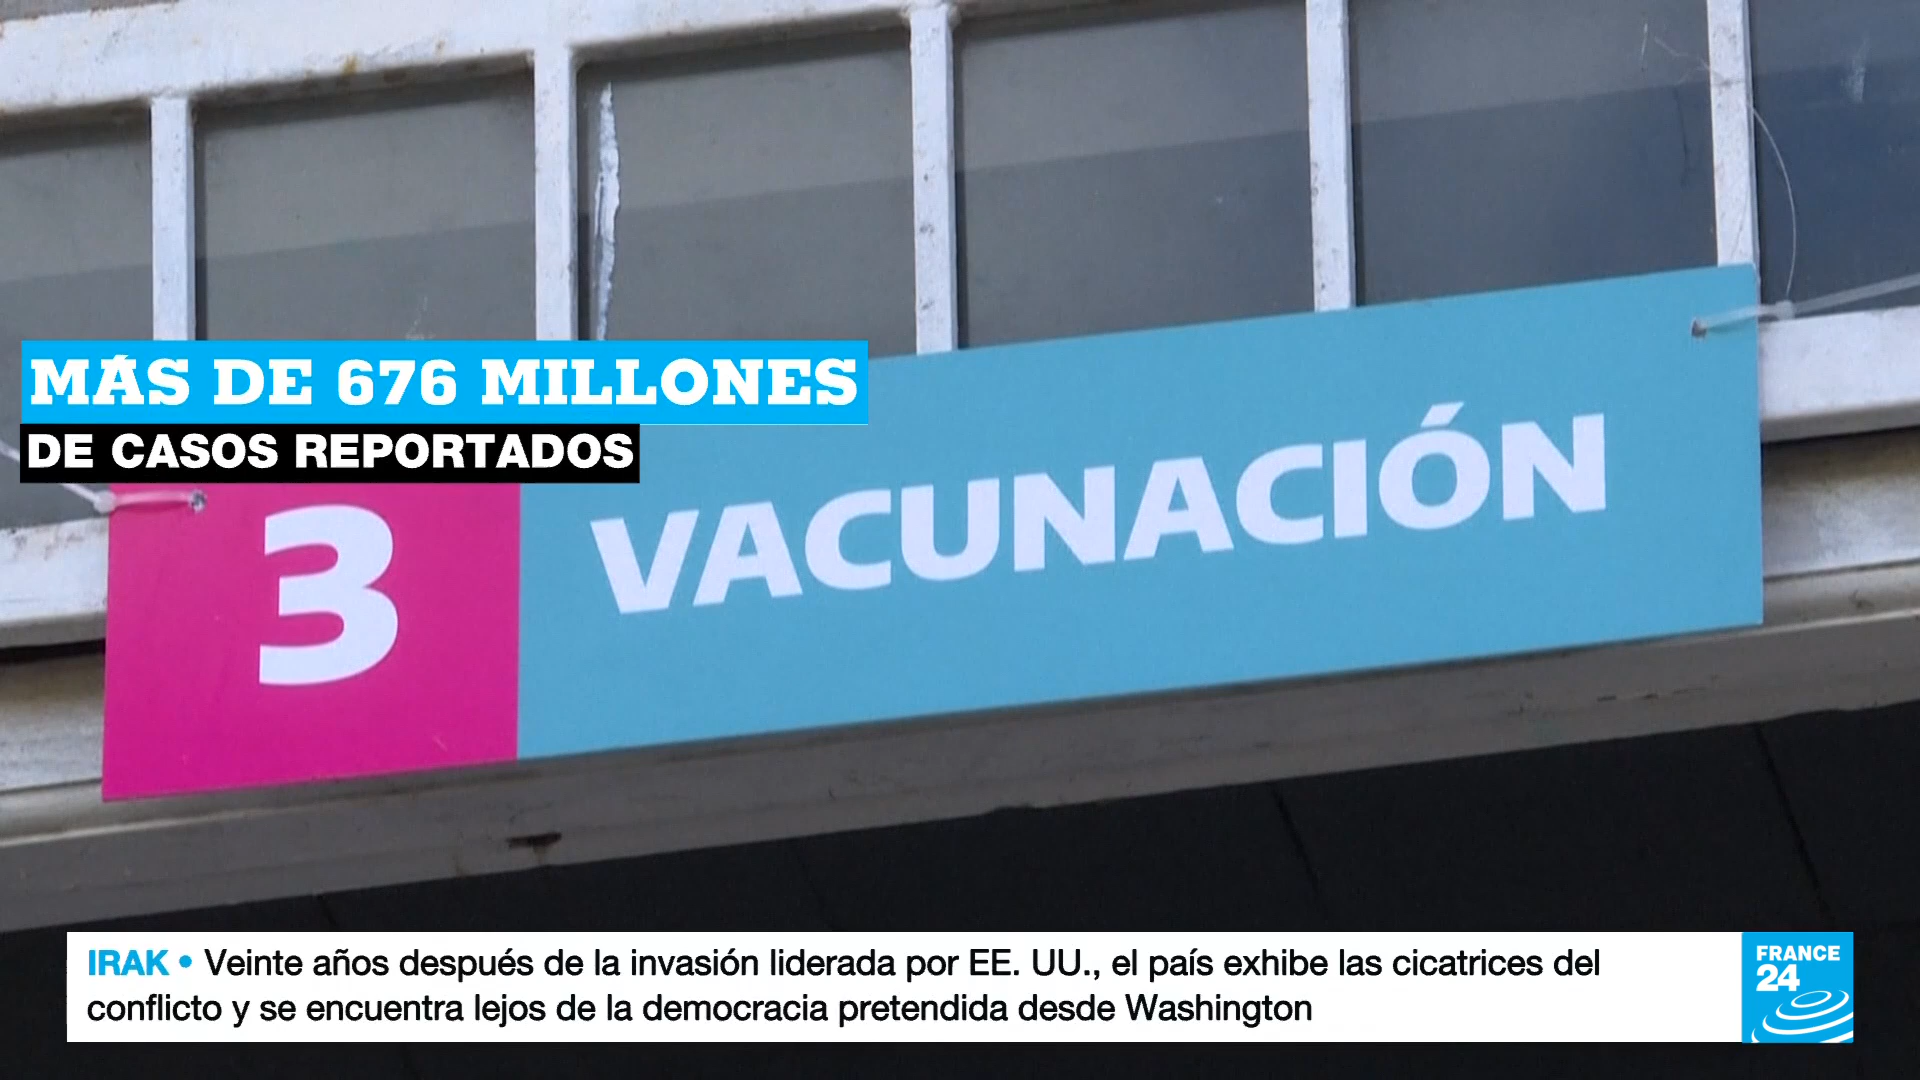 MÁS DE 676 MILLONES
DE CASOS REPORTADOS
3 VACUNACIÓN
IRAK • Veinte años después de la invasión liderada por EE. UU., el país exhibe las cicatrices del
conflicto y se encuentra lejos de la democracia pretendida desde Washington
FRANCE
24